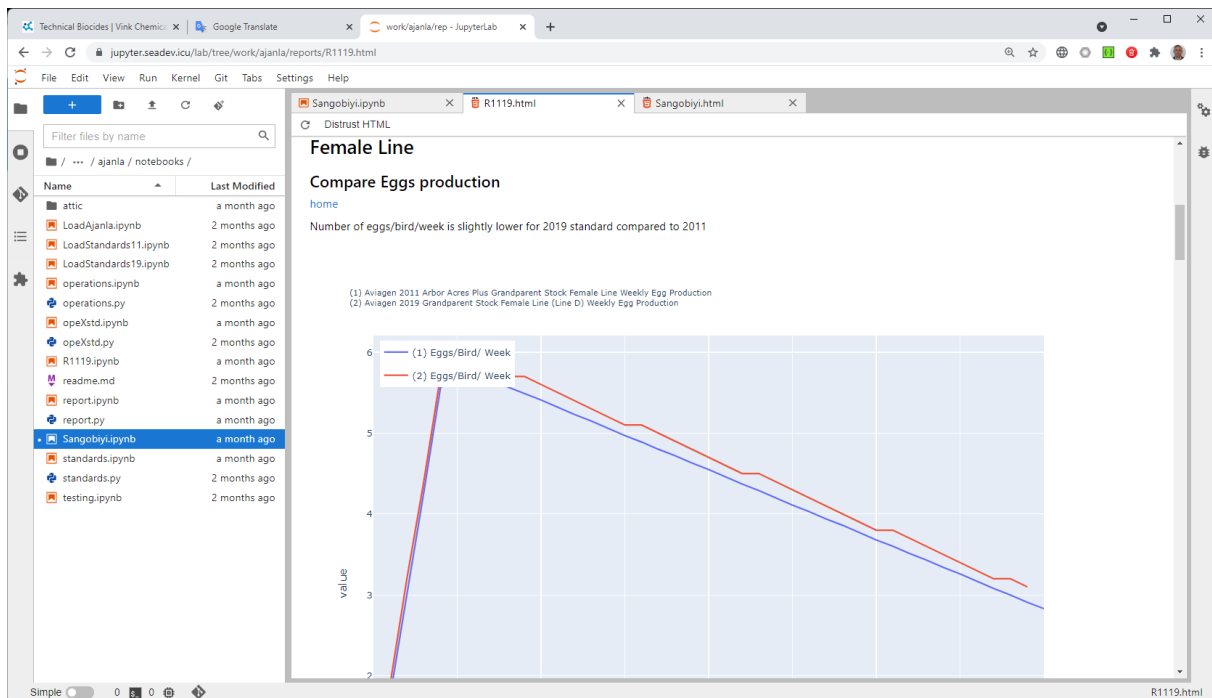 Technical Biocides | Vink Chemic
Google Translate
work/ajanla/rep - JupyterLab
jupyter.seadev.icu/lab/tree/work/ajanla/reports/R1119.html
File Edit View Run Kernel Git Tabs Settings Help
Sangobiyi.ipynb
R1119.html
Sangobiyi.html
Distrust HTML
Filter files by name
/ ··· / ajanla / notebooks /
Name Last Modified
attic a month ago
LoadAjanla.ipynb 2 months ago
LoadStandards11.ipynb 2 months ago
LoadStandards19.ipynb 2 months ago
operations.ipynb a month ago
operations.py 2 months ago
opeXstd.ipynb a month ago
opeXstd.py 2 months ago
R1119.ipynb a month ago
readme.md 2 months ago
report.ipynb a month ago
report.py a month ago
Sangobiyi.ipynb a month ago
standards.ipynb a month ago
standards.py 2 months ago
testing.ipynb 2 months ago
Female Line
Compare Eggs production
home
Number of eggs/bird/week is slightly lower for 2019 standard compared to 2011
(1) Aviagen 2011 Arbor Acres Plus Grandparent Stock Female Line Weekly Egg Production
(2) Aviagen 2019 Grandparent Stock Female Line (Line D) Weekly Egg Production
(1) Eggs/Bird/ Week
(2) Eggs/Bird/ Week
6
5
4
3
2
value
Simple 0 0
R1119.html